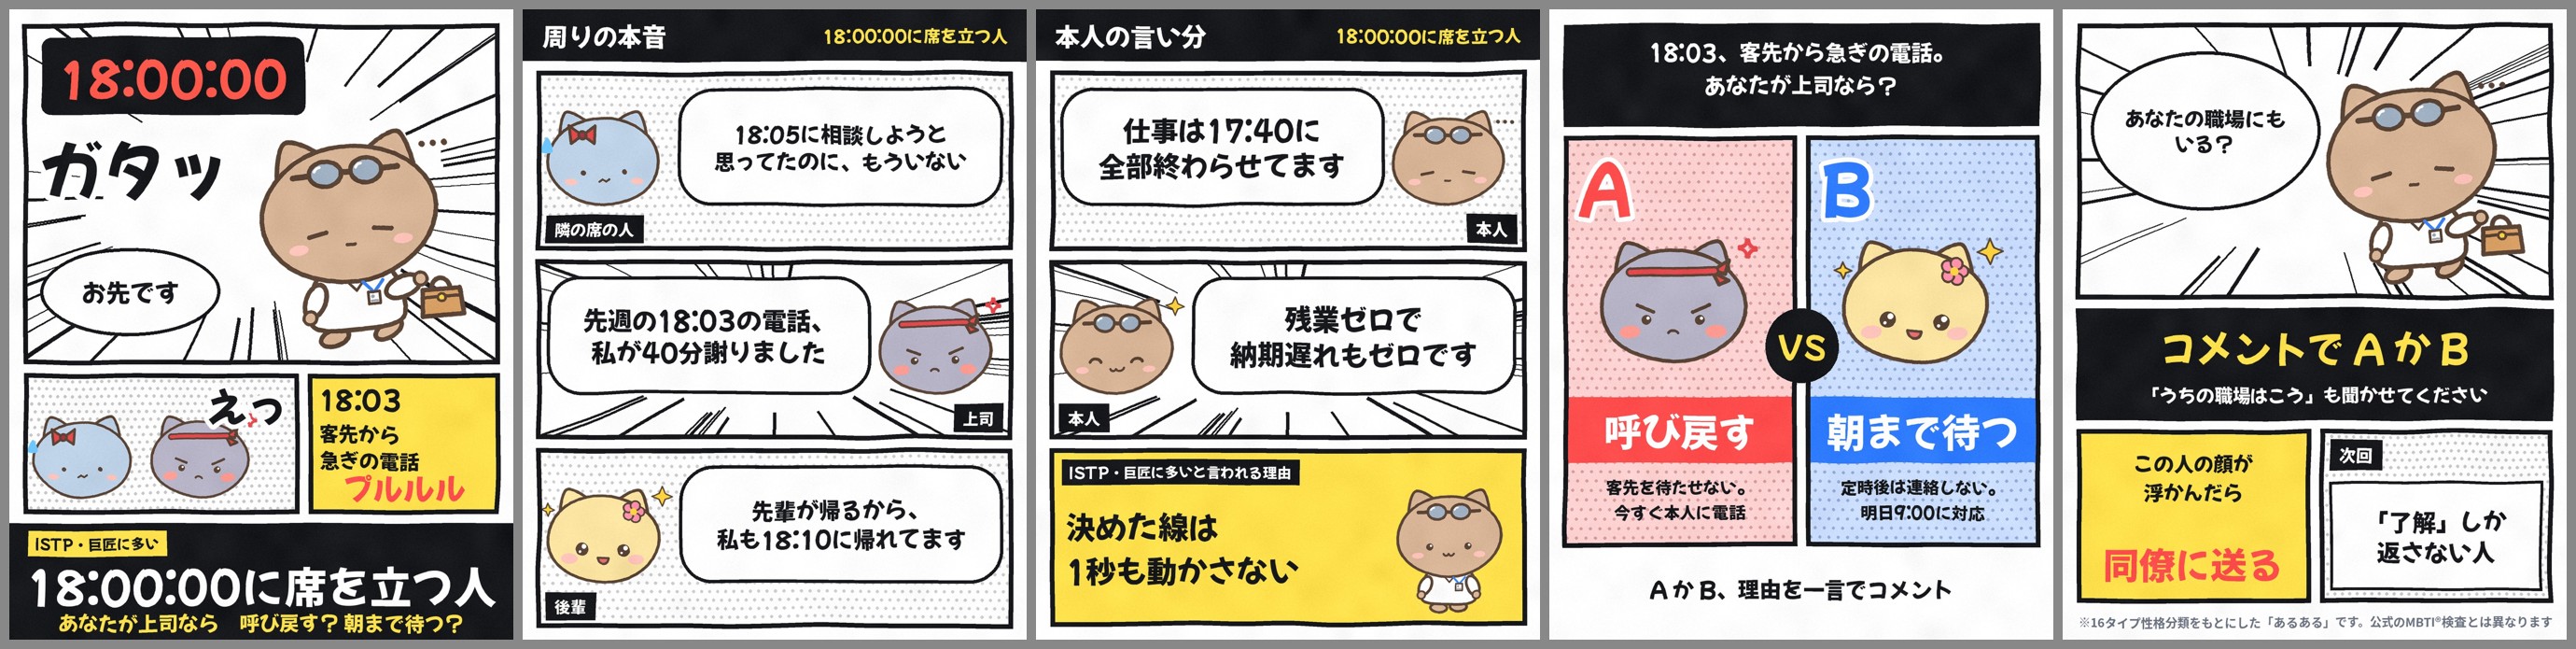 18:00:00
ガタッ
お先です
えっ
18:03
客先から
急ぎの電話
プルルル
ISTP・巨匠に多い
18:00:00に席を立つ人
あなたが上司なら 呼び戻す? 朝まで待つ?
周りの本音
18:00:00に席を立つ人
18:05に相談しようと
思ってたのに、もういない
隣の席の人
先週の18:03の電話、
私が40分謝りました
上司
先輩が帰るから、
私も18:10に帰れてます
後輩
本人の言い分
18:00:00に席を立つ人
仕事は17:40に
全部終わらせてます
本人
残業ゼロで
納期遅れもゼロです
本人
ISTP・巨匠に多いと言われる理由
決めた線は
1秒も動かさない
18:03、客先から急ぎの電話。
あなたが上司なら?
A
B
VS
呼び戻す
朝まで待つ
客先を待たせない。
今すぐ本人に電話
定時後は連絡しない。
明日9:00に対応
AかB、理由を一言でコメント
あなたの職場にも
いる?
コメントでAかB
「うちの職場はこう」も聞かせてください
この人の顔が
浮かんだら
同僚に送る
次回
「了解」しか
返さない人
※16タイプ性格分類をもとにした「あるある」です。公式のMBTI®検査とは異なります